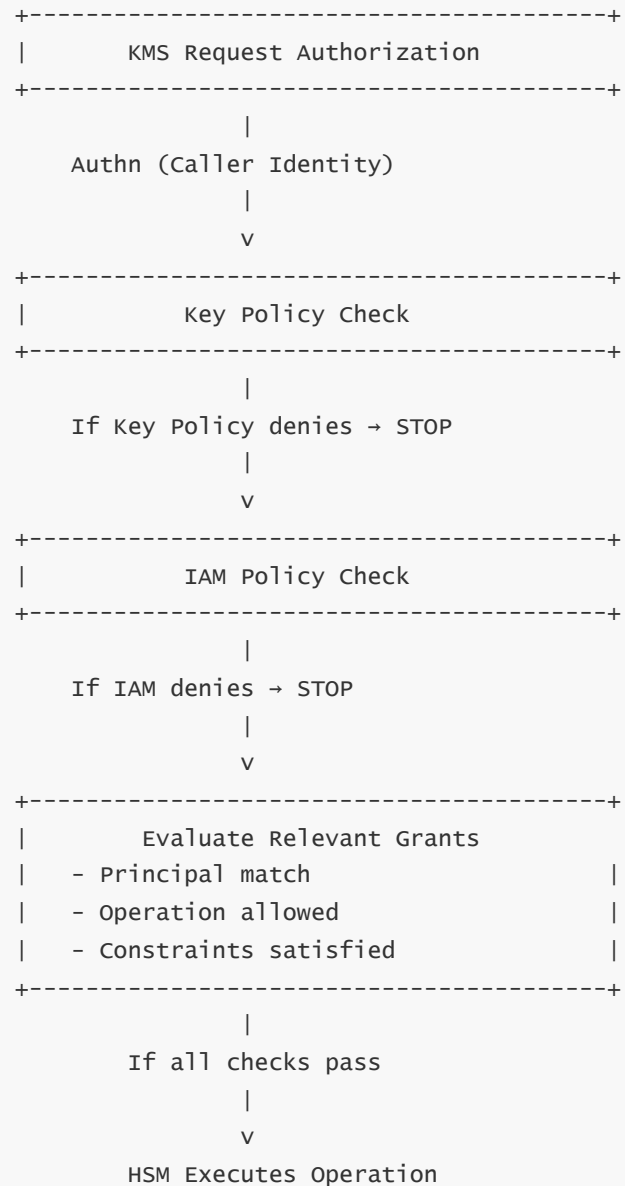 +-----------------------------------------+
|        KMS Request Authorization
+-----------------------------------------+
                |
    Authn (Caller Identity)
                |
                v
+-----------------------------------------+
|            Key Policy Check
+-----------------------------------------+
                |
    If Key Policy denies → STOP
                |
                v
+-----------------------------------------+
|            IAM Policy Check
+-----------------------------------------+
                |
    If IAM denies → STOP
                |
                v
+-----------------------------------------+
|         Evaluate Relevant Grants
|   - Principal match                     |
|   - Operation allowed                   |
|   - Constraints satisfied               |
+-----------------------------------------+
                |
        If all checks pass
                |
                v
        HSM Executes Operation